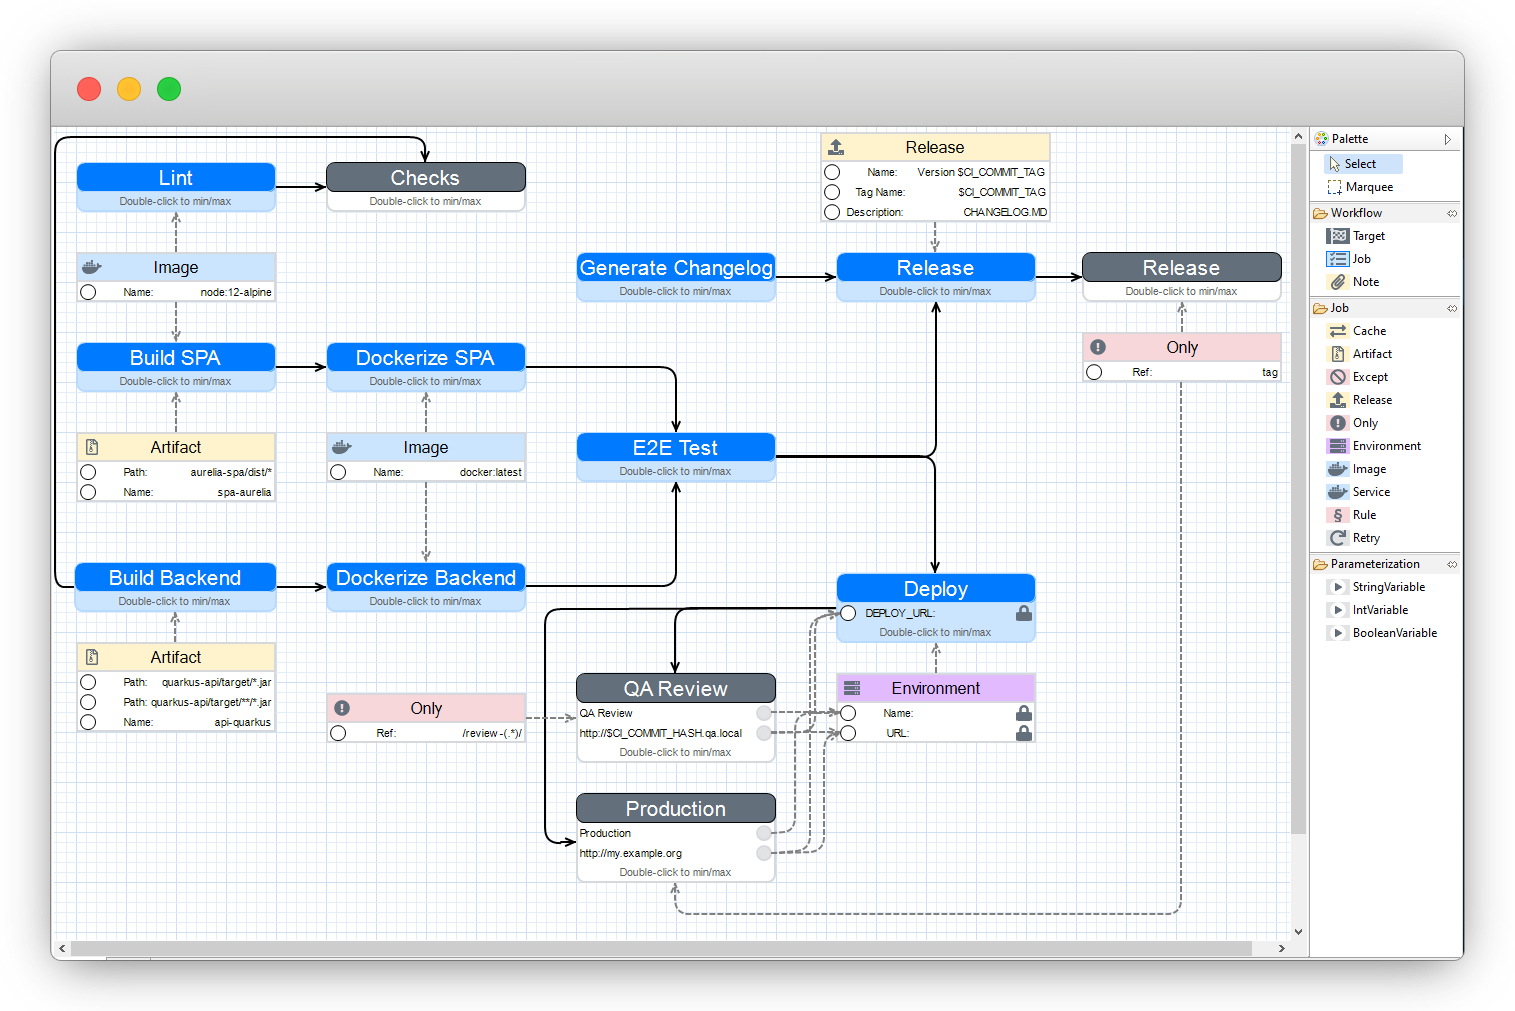 Lint
Double-click to min/max
Checks
Double-click to min/max
Release
Name: Version $CI_COMMIT_TAG
Tag Name: $CI_COMMIT_TAG
Description: CHANGELOG.MD
Image
Name: node:12-alpine
Generate Changelog
Double-click to min/max
Release
Double-click to min/max
Release
Double-click to min/max
Build SPA
Double-click to min/max
Dockerize SPA
Double-click to min/max
Only
Ref: tag
Artifact
Path: aurelia-spa/dist/*
Name: spa-aurelia
Image
Name: docker:latest
E2E Test
Double-click to min/max
Build Backend
Double-click to min/max
Dockerize Backend
Double-click to min/max
Deploy
DEPLOY_URL:
Double-click to min/max
Artifact
Path: quarkus-api/target/*.jar
Path: quarkus-api/target/**/*.jar
Name: api-quarkus
Only
Ref: /review-(.*)/
QA Review
QA Review
http://$CI_COMMIT_HASH.qa.local
Double-click to min/max
Environment
Name:
URL:
Production
Production
http://my.example.org
Double-click to min/max
Palette
Select
Marquee
Workflow
Target
Job
Note
Job
Cache
Artifact
Except
Release
Only
Environment
Image
Service
Rule
Retry
Parameterization
StringVariable
IntVariable
BooleanVariable